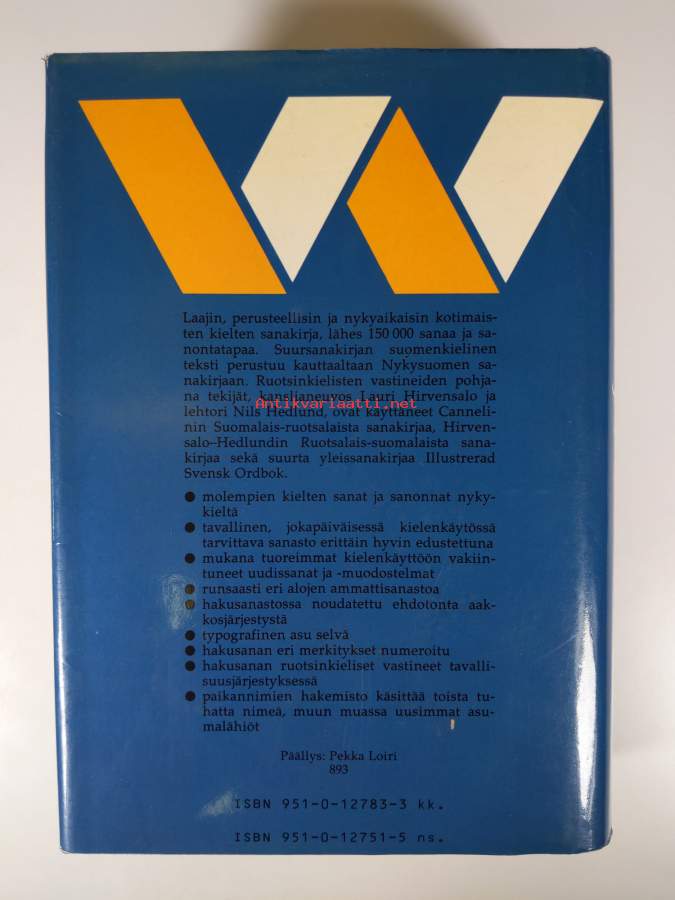 Laajin, perusteellisin ja nykyaikaisin kotimais-
ten kielten sanakirja, lähes 150 000 sanaa ja sa-
nontatapaa. Suursanakirjan suomenkielinen
teksti perustuu kauttaaltaan Nykysuomen sa-
nakirjaan. Ruotsinkielisten vastineiden pohja-
na tekijät, kanslianeuvos Lauri Hirvensalo ja
Antikvariaatti.net
lehtori Nils Hedlund, ovat käyttäneet Canneli-
nin Suomalais-ruotsalaista sanakirjaa, Hirven-
salo–Hedlundin Ruotsalais-suomalaista sana-
kirjaa sekä suurta yleissanakirjaa Illustrerad
Svensk Ordbok.
● molempien kielten sanat ja sanonnat nyky-
kieltä
● tavallinen, jokapäiväisessä kielenkäytössä
tarvittava sanasto erittäin hyvin edustettuna
● mukana tuoreimmat kielenkäyttöön vakiin-
tuneet uudissanat ja -muodostelmat
● runsaasti eri alojen ammattisanastoa
● hakusanastossa noudatettu ehdotonta aak-
kosjärjestystä
● typografinen asu selvä
● hakusanan eri merkitykset numeroitu
● hakusanan ruotsinkieliset vastineet tavalli-
suusjärjestyksessä
● paikannimien hakemisto käsittää toista tu-
hatta nimeä, muun muassa uusimmat asu-
malähiöt
Päällys: Pekka Loiri
893
ISBN 951-0-12783-3 kk.
ISBN 951-0-12751-5 ns.